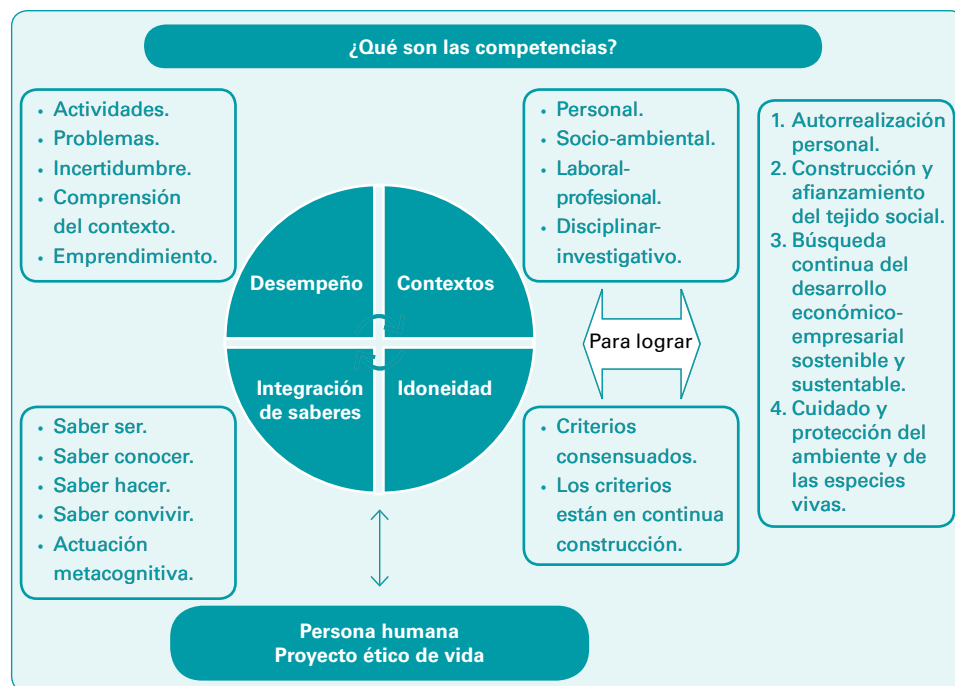 ¿Qué son las competencias?
• Actividades.
• Problemas.
• Incertidumbre.
• Comprensión
del contexto.
• Emprendimiento.
• Personal.
• Socio-ambiental.
• Laboral-
profesional.
• Disciplinar-
investigativo.
1. Autorrealización
personal.
2. Construcción y
afianzamiento
del tejido social.
3. Búsqueda
continua del
desarrollo
económico-
empresarial
sostenible y
sustentable.
4. Cuidado y
protección del
ambiente y de
las especies
vivas.
Desempeño
Contextos
Para lograr
Integración
de saberes
Idoneidad
• Saber ser.
• Saber conocer.
• Saber hacer.
• Saber convivir.
• Actuación
metacognitiva.
• Criterios
consensuados.
• Los criterios
están en continua
construcción.
Persona humana
Proyecto ético de vida